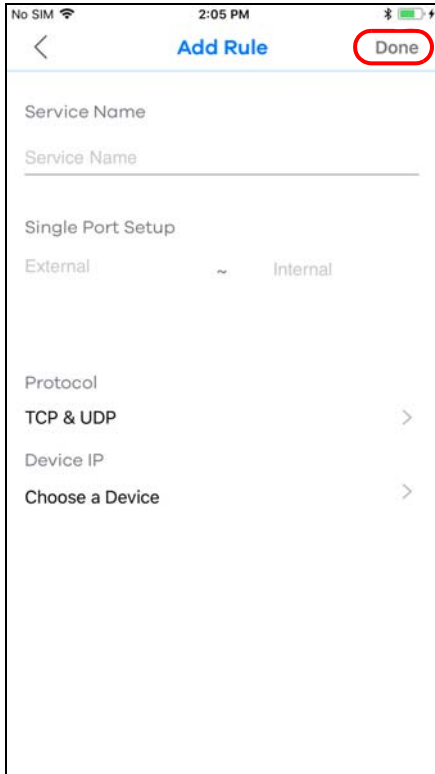 No SIM 2:05 PM
Add Rule Done
Service Name
Service Name
Single Port Setup
External ~ Internal
Protocol
TCP & UDP >
Device IP
Choose a Device >